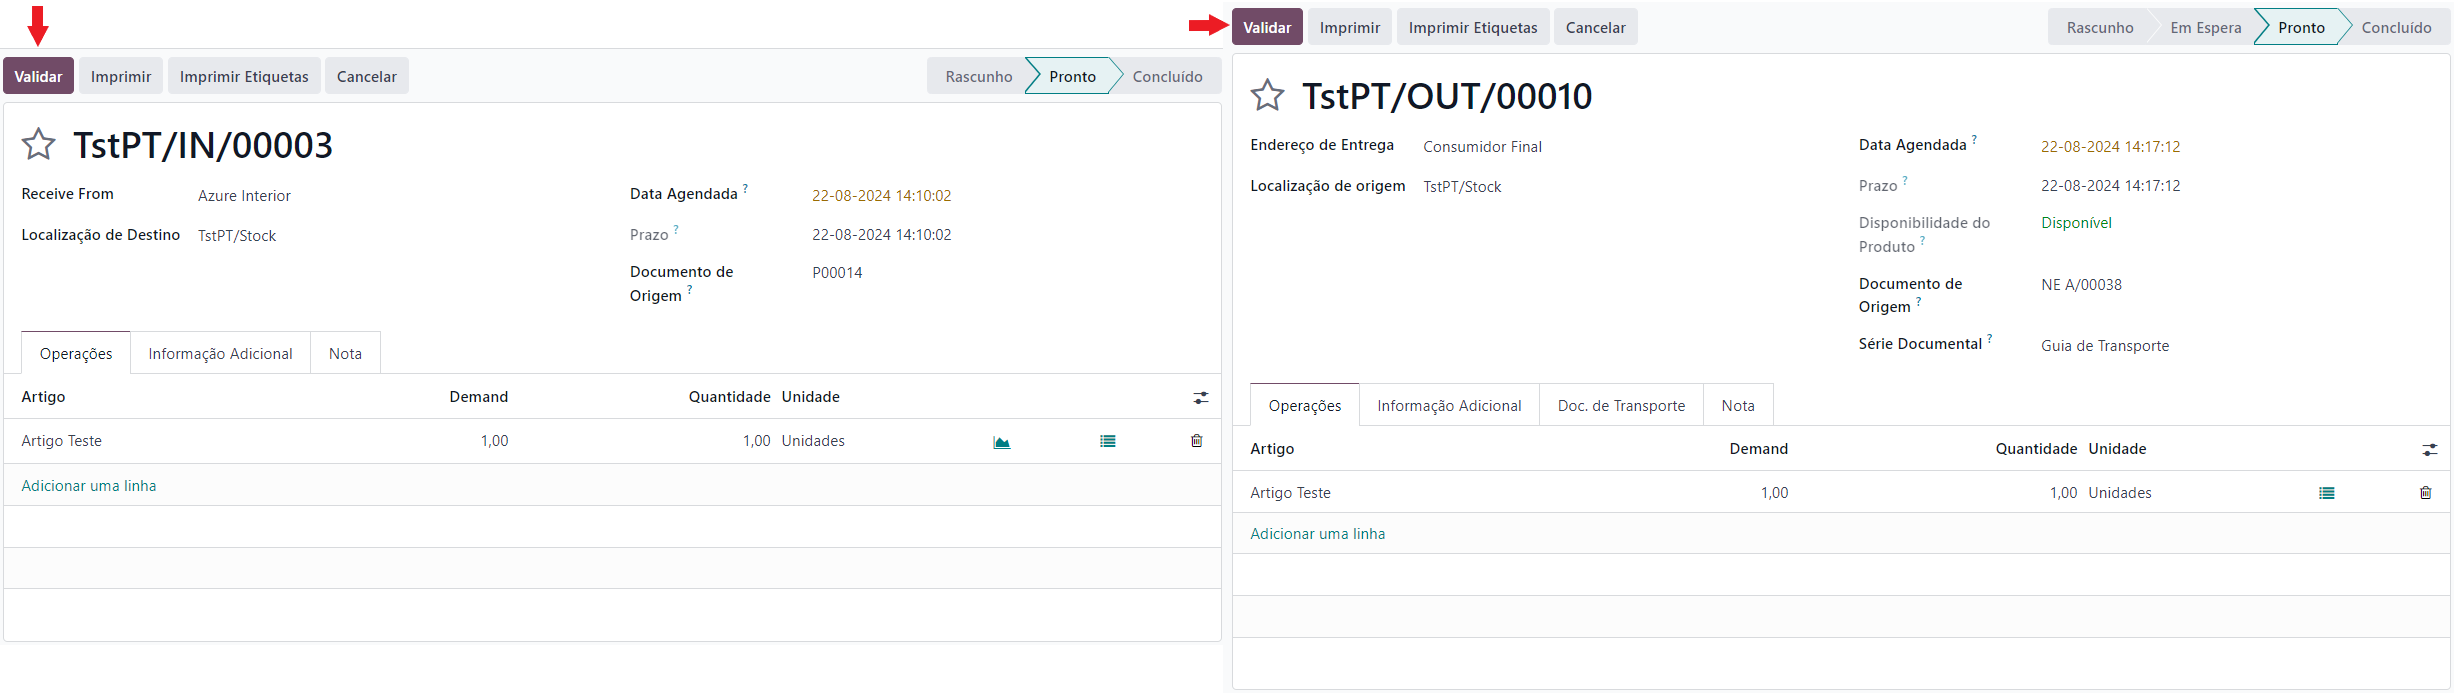 Validar Imprimir Imprimir Etiquetas Cancelar Rascunho Pronto Concluído
TstPT/IN/00003
Receive From Azure Interior Data Agendada ? 22-08-2024 14:10:02
Localização de Destino TstPT/Stock Prazo ? 22-08-2024 14:10:02
Documento de P00014
Origem ?
Operações Informação Adicional Nota
Artigo Demand Quantidade Unidade
Artigo Teste 1,00 1,00 Unidades
Adicionar uma linha
Validar Imprimir Imprimir Etiquetas Cancelar Rascunho Em Espera Pronto Concluído
TstPT/OUT/00010
Endereço de Entrega Consumidor Final Data Agendada ? 22-08-2024 14:17:12
Localização de origem TstPT/Stock Prazo ? 22-08-2024 14:17:12
Disponibilidade do Disponível
Produto ?
Documento de NE A/00038
Origem ?
Série Documental ? Guia de Transporte
Operações Informação Adicional Doc. de Transporte Nota
Artigo Demand Quantidade Unidade
Artigo Teste 1,00 1,00 Unidades
Adicionar uma linha